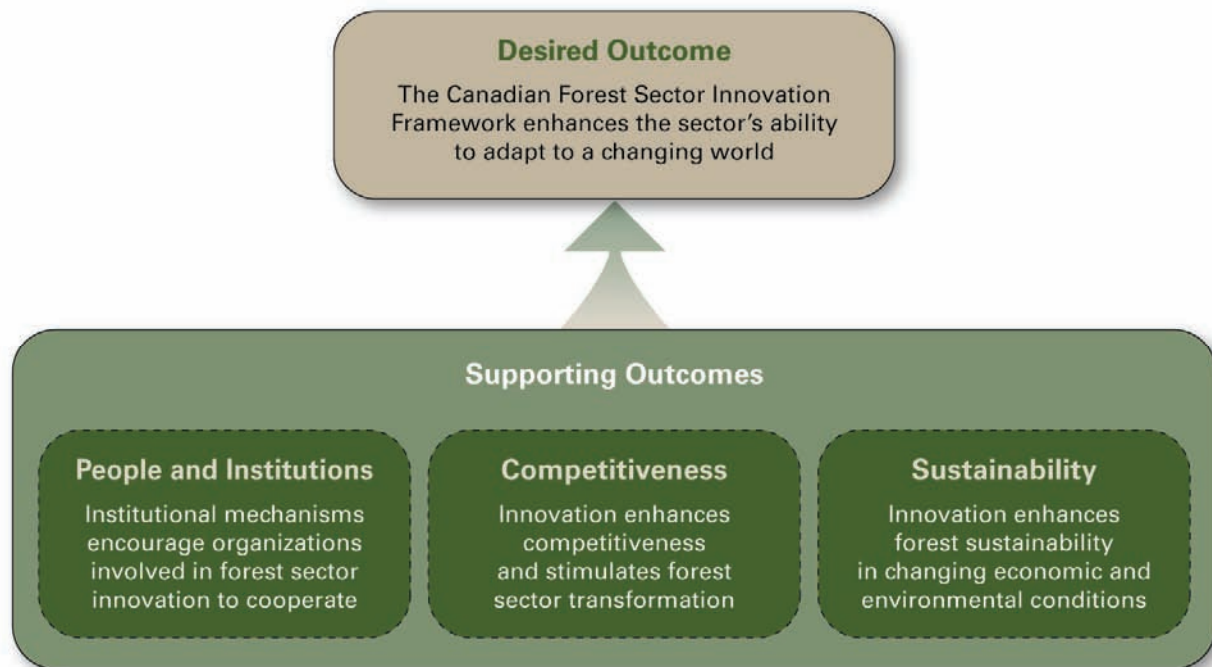 Desired Outcome
The Canadian Forest Sector Innovation
Framework enhances the sector’s ability
to adapt to a changing world
Supporting Outcomes
People and Institutions
Institutional mechanisms
encourage organizations
involved in forest sector
innovation to cooperate
Competitiveness
Innovation enhances
competitiveness
and stimulates forest
sector transformation
Sustainability
Innovation enhances
forest sustainability
in changing economic and
environmental conditions